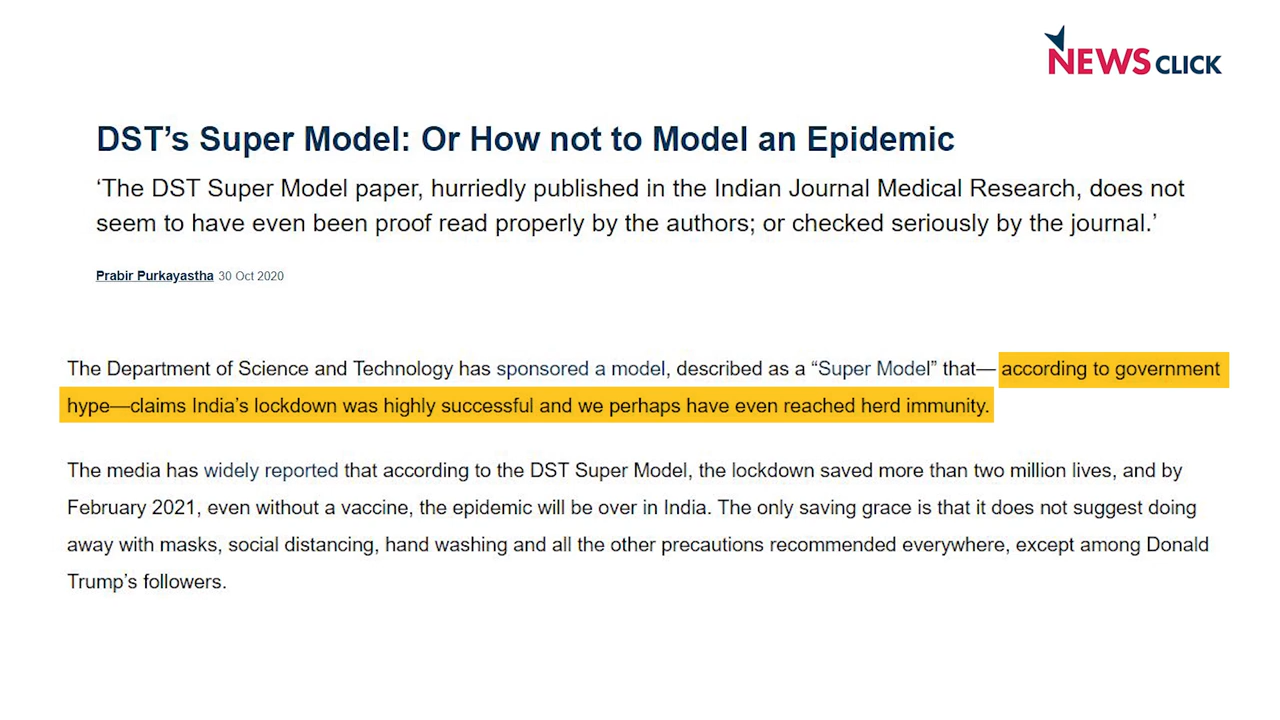 NEWSCLICK
DST’s Super Model: Or How not to Model an Epidemic
‘The DST Super Model paper, hurriedly published in the Indian Journal Medical Research, does not
seem to have even been proof read properly by the authors; or checked seriously by the journal.’
Prabir Purkayastha 30 Oct 2020
The Department of Science and Technology has sponsored a model, described as a “Super Model” that— according to government
hype—claims India’s lockdown was highly successful and we perhaps have even reached herd immunity.
The media has widely reported that according to the DST Super Model, the lockdown saved more than two million lives, and by
February 2021, even without a vaccine, the epidemic will be over in India. The only saving grace is that it does not suggest doing
away with masks, social distancing, hand washing and all the other precautions recommended everywhere, except among Donald
Trump’s followers.